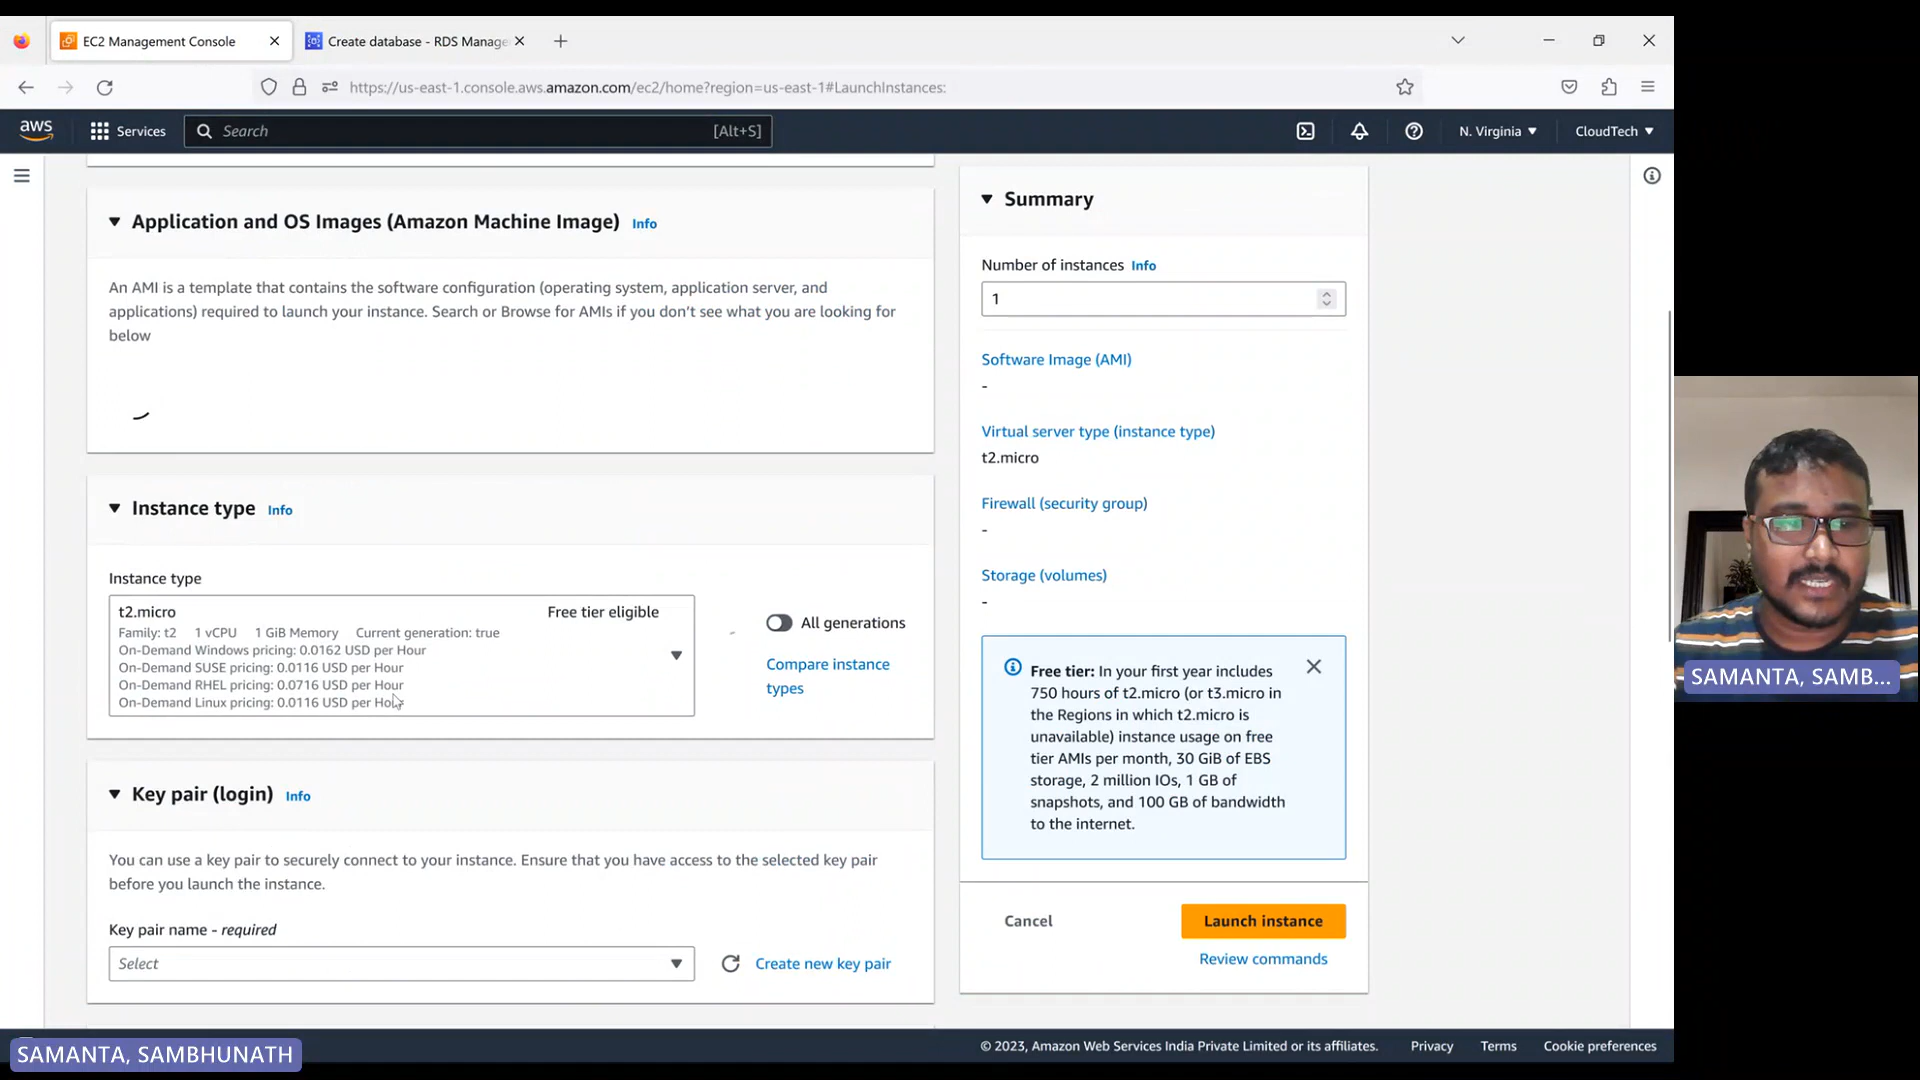 EC2 Management Console
Create database - RDS Manage
https://us-east-1.console.aws.amazon.com/ec2/home?region=us-east-1#LaunchInstances:
aws
Services
Search
[Alt+S]
N. Virginia
CloudTech
Application and OS Images (Amazon Machine Image) Info
An AMI is a template that contains the software configuration (operating system, application server, and
applications) required to launch your instance. Search or Browse for AMIs if you don't see what you are looking for
below
Instance type Info
Instance type
t2.micro
Free tier eligible
Family: t2 1 vCPU 1 GiB Memory Current generation: true
On-Demand Windows pricing: 0.0162 USD per Hour
On-Demand SUSE pricing: 0.0116 USD per Hour
On-Demand RHEL pricing: 0.0716 USD per Hour
On-Demand Linux pricing: 0.0116 USD per Hour
All generations
Compare instance
types
Key pair (login) Info
You can use a key pair to securely connect to your instance. Ensure that you have access to the selected key pair
before you launch the instance.
Key pair name - required
Select
Create new key pair
Summary
Number of instances Info
1
Software Image (AMI)
-
Virtual server type (instance type)
t2.micro
Firewall (security group)
-
Storage (volumes)
-
Free tier: In your first year includes
750 hours of t2.micro (or t3.micro in
the Regions in which t2.micro is
unavailable) instance usage on free
tier AMIs per month, 30 GiB of EBS
storage, 2 million IOs, 1 GB of
snapshots, and 100 GB of bandwidth
to the internet.
Cancel
Launch instance
Review commands
SAMANTA, SAMB...
SAMANTA, SAMBHUNATH
© 2023, Amazon Web Services India Private Limited or its affiliates.
Privacy
Terms
Cookie preferences